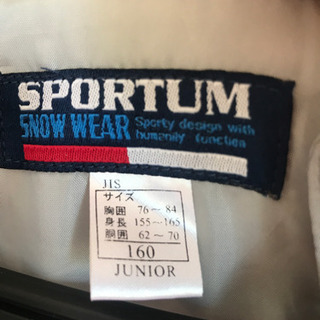 SPORTUM
SNOW WEAR Sporty design with
humanity function
JIS
サイズ
胸囲 76～84
身長 155～165
胴囲 62～70
160
JUNIOR